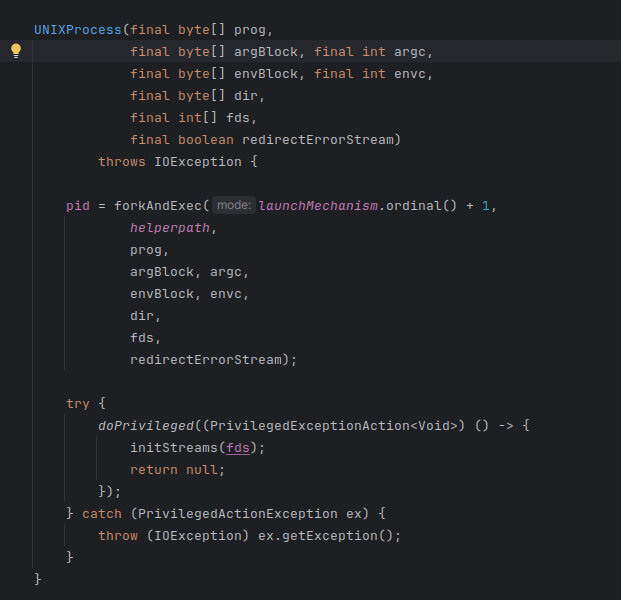 UNIXProcess(final byte[] prog,
            final byte[] argBlock, final int argc,
            final byte[] envBlock, final int envc,
            final byte[] dir,
            final int[] fds,
            final boolean redirectErrorStream)
        throws IOException {

    pid = forkAndExec( mode: launchMechanism.ordinal() + 1,
            helperpath,
            prog,
            argBlock, argc,
            envBlock, envc,
            dir,
            fds,
            redirectErrorStream);

    try {
        doPrivileged((PrivilegedExceptionAction<Void>) () -> {
            initStreams(fds);
            return null;
        });
    } catch (PrivilegedActionException ex) {
        throw (IOException) ex.getException();
    }
}